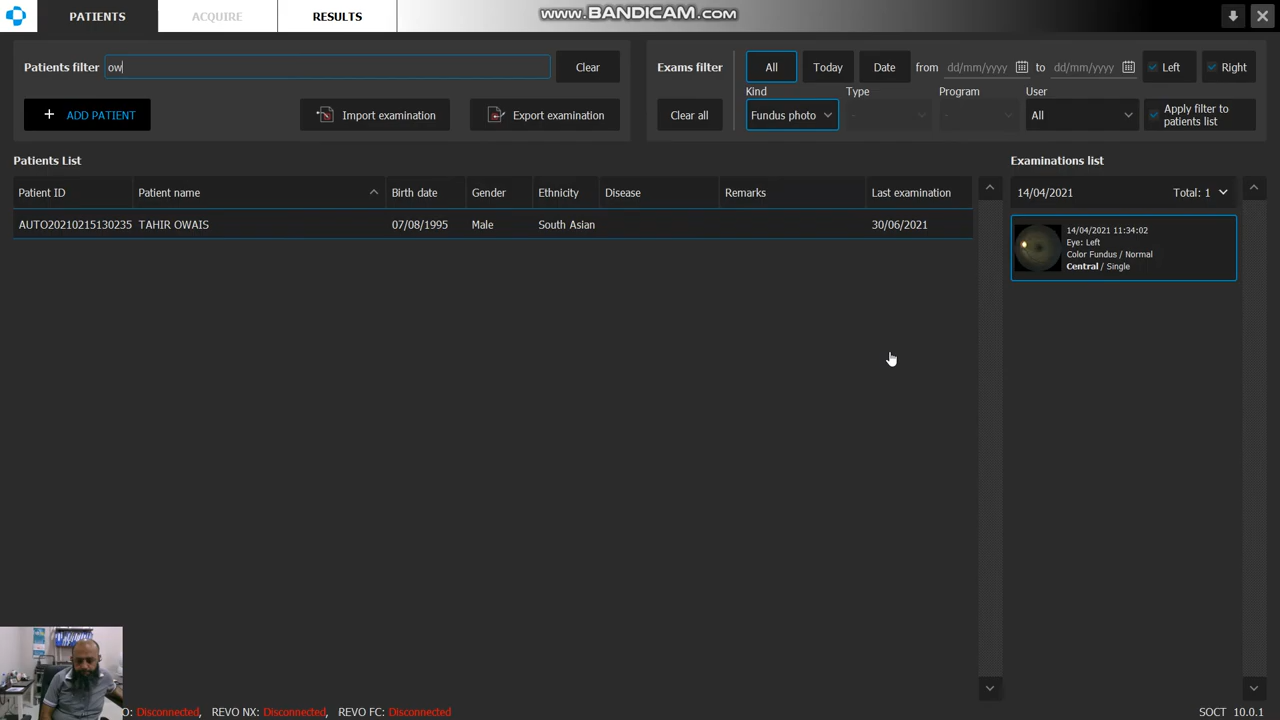 PATIENTS
ACQUIRE
RESULTS
www.BANDICAM.com
Patients filter
ow
Clear
ADD PATIENT
Import examination
Export examination
Exams filter
All
Today
Date
from
dd/mm/yyyy
to
dd/mm/yyyy
Left
Right
Clear all
Kind
Type
Program
User
Fundus photo
-
-
All
Apply filter to
patients list
Patients List
Patient ID
Patient name
Birth date
Gender
Ethnicity
Disease
Remarks
Last examination
AUTO20210215130235
TAHIR OWAIS
07/08/1995
Male
South Asian
30/06/2021
Examinations list
14/04/2021
Total: 1
14/04/2021 11:34:02
Eye: Left
Color Fundus / Normal
Central / Single
O: Disconnected, REVO NX: Disconnected, REVO FC: Disconnected
SOCT 10.0.1